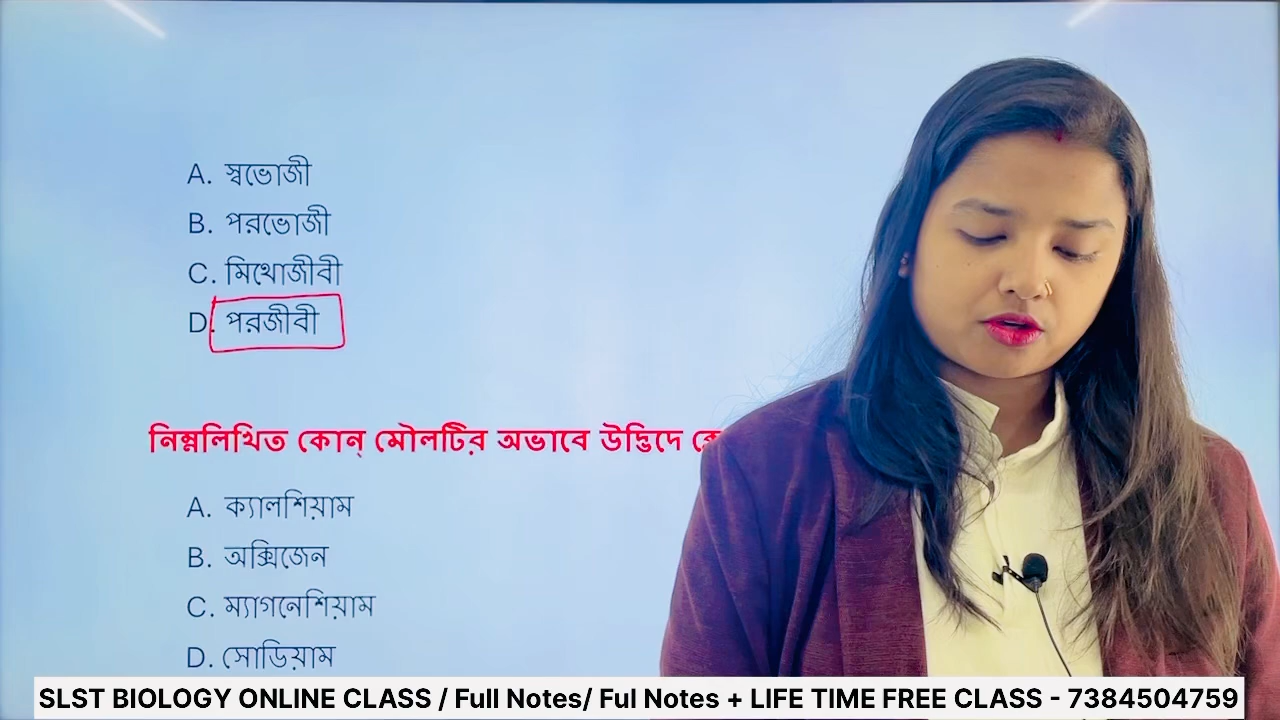 A. স্বভোজী
B. পরভোজী
C. মিথোজীবী
D. পরজীবী
নিম্নলিখিত কোন্ মৌলটির অভাবে উদ্ভিদে
A. ক্যালশিয়াম
B. অক্সিজেন
C. ম্যাগনেশিয়াম
D. সোডিয়াম
SLST BIOLOGY ONLINE CLASS / Full Notes/ Ful Notes + LIFE TIME FREE CLASS - 7384504759